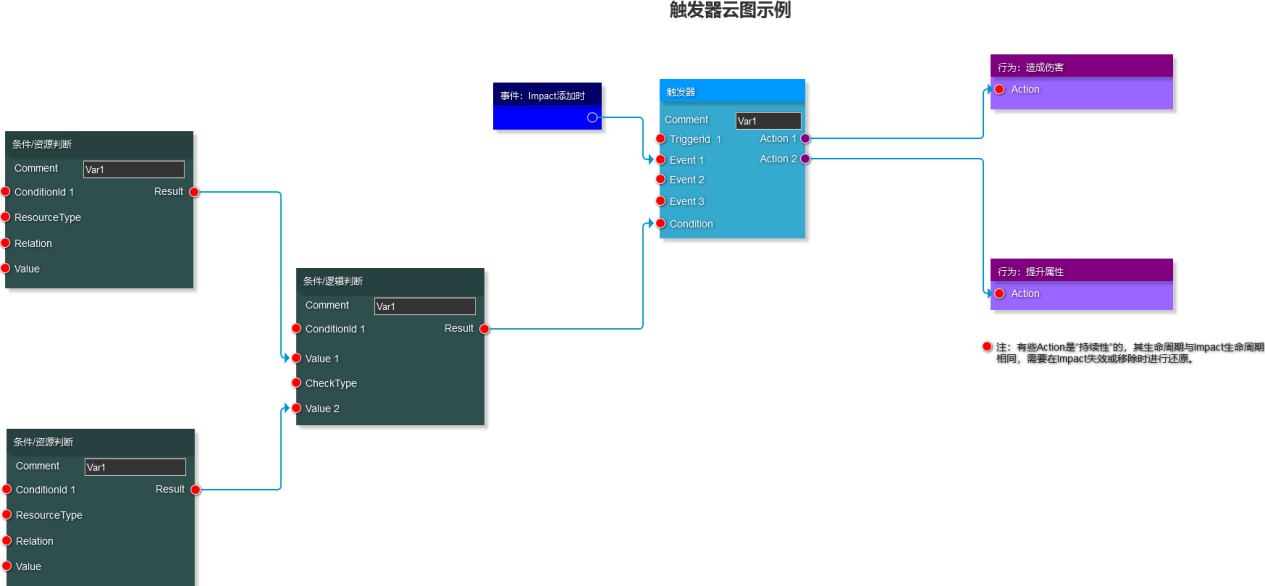 触发器云图示例
行为：造成伤害
Action
事件：Impact添加时
触发器
Comment
Var1
TriggerId 1
Action 1
Event 1
Action 2
Event 2
Event 3
Condition
条件/资源判断
Comment
Var1
ConditionId 1
Result
ResourceType
Relation
Value
条件/逻辑判断
Comment
Var1
ConditionId 1
Result
Value 1
CheckType
Value 2
行为：提升属性
Action
注：有些Action是“持续性”的，其生命周期与Impact生命周期
相同，需要在Impact失效或移除时进行还原。
条件/资源判断
Comment
Var1
ConditionId 1
Result
ResourceType
Relation
Value